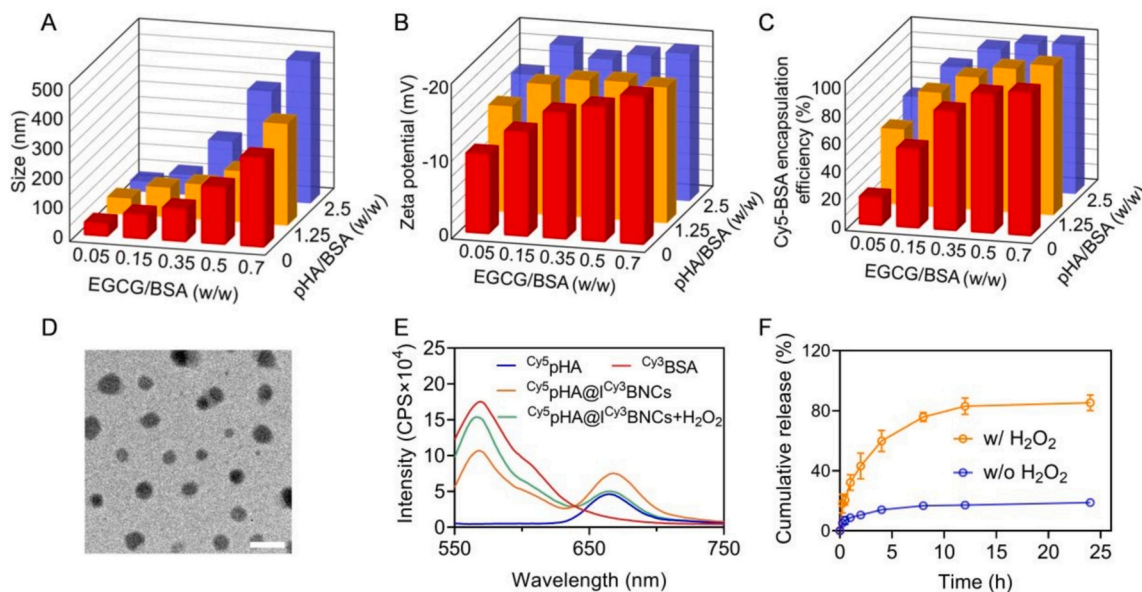 A
Size (nm)
500
400
300
200
100
0
0.05 0.15 0.35 0.5 0.7
EGCG/BSA (w/w)
0
1.25
2.5
pHA/BSA (w/w)
B
Zeta potential (mV)
-20
-10
0
0.05 0.15 0.35 0.5 0.7
EGCG/BSA (w/w)
0
1.25
2.5
pHA/BSA (w/w)
C
Cy5-BSA encapsulation
efficiency (%)
100
80
60
40
20
0
0.05 0.15 0.35 0.5 0.7
EGCG/BSA (w/w)
0
1.25
2.5
pHA/BSA (w/w)
D
E
Intensity (CPS×10⁴)
25
20
15
10
5
0
Cy5pHA Cy3BSA
Cy5pHA@lCy3BNCs
Cy5pHA@lCy3BNCs+H₂O₂
550 650 750
Wavelength (nm)
F
Cumulative release (%)
120
80
40
0
w/ H₂O₂
w/o H₂O₂
0 5 10 15 20 25
Time (h)